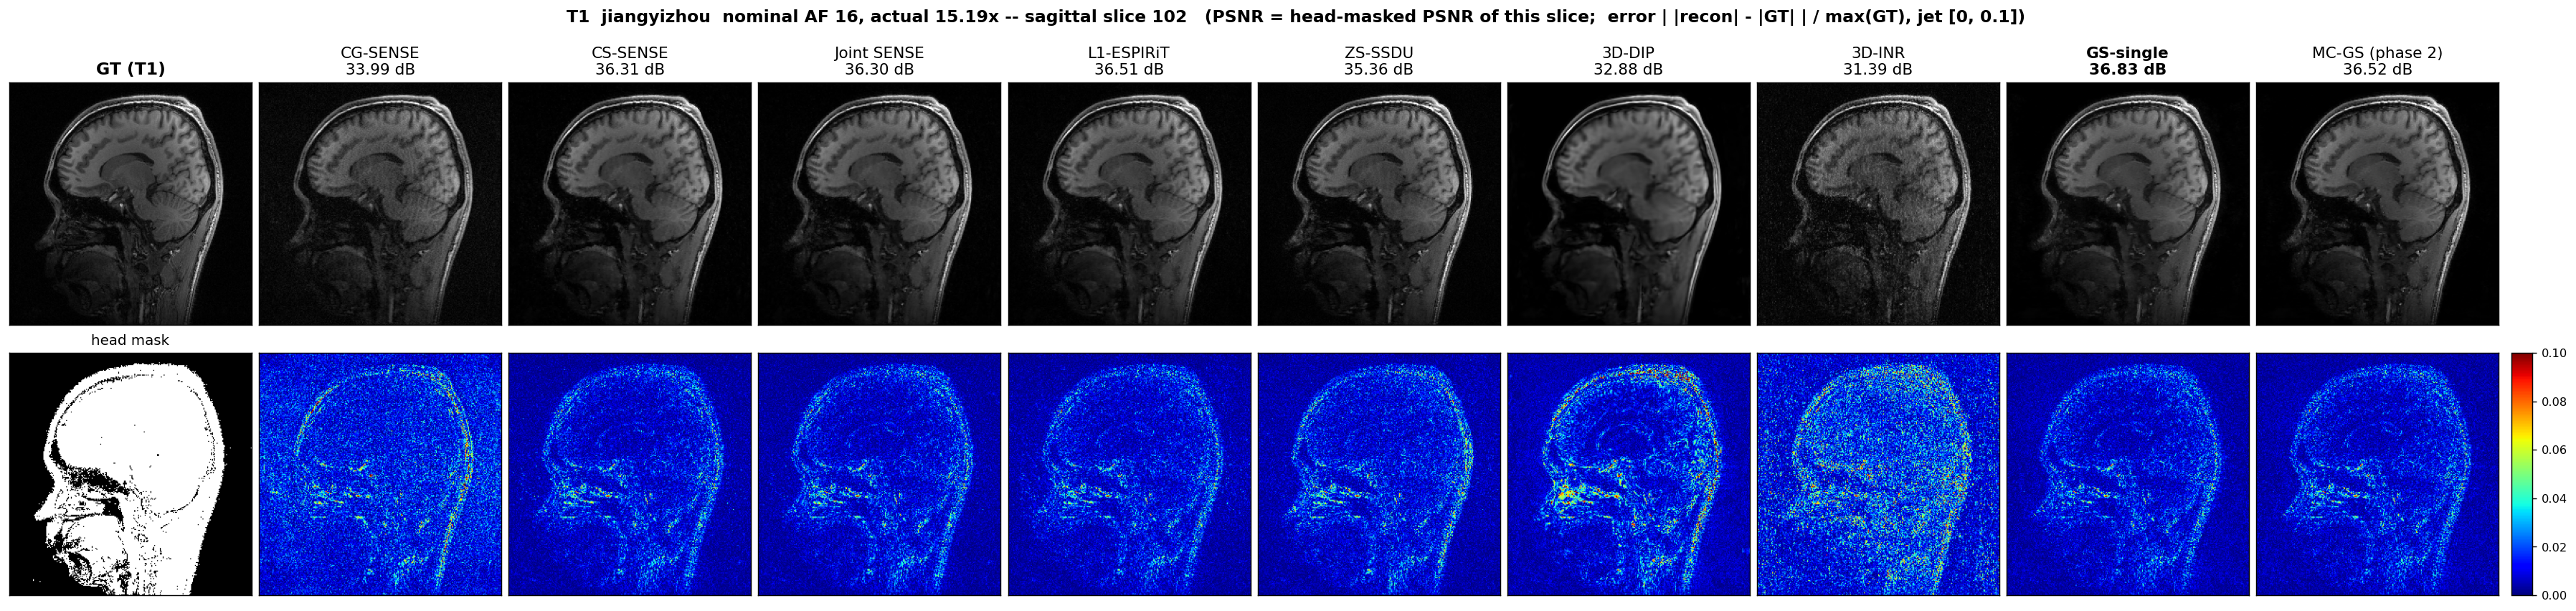 T1  jiangyizhou  nominal AF 16, actual 15.19x -- sagittal slice 102   (PSNR = head-masked PSNR of this slice;  error | |recon| - |GT| | / max(GT), jet [0, 0.1])
GT (T1)
CG-SENSE
33.99 dB
CS-SENSE
36.31 dB
Joint SENSE
36.30 dB
L1-ESPIRiT
36.51 dB
ZS-SSDU
35.36 dB
3D-DIP
32.88 dB
3D-INR
31.39 dB
GS-single
36.83 dB
MC-GS (phase 2)
36.52 dB
head mask
0.10
0.08
0.06
0.04
0.02
0.00